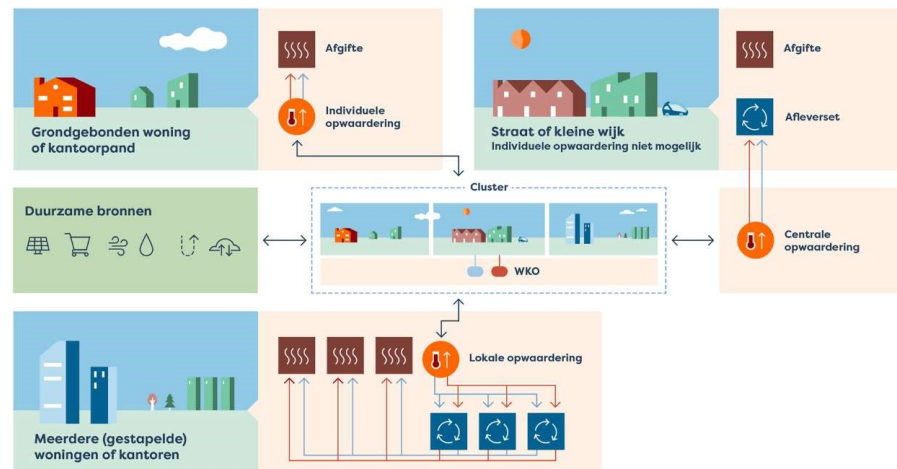 Grondgebonden woning
of kantoorpand
Afgifte
Individuele
opwaardering
Straat of kleine wijk
Individuele opwaardering niet mogelijk
Afgifte
Afleverset
Duurzame bronnen
Cluster
WKO
Centrale
opwaardering
Meerdere (gestapelde)
woningen of kantoren
Lokale opwaardering